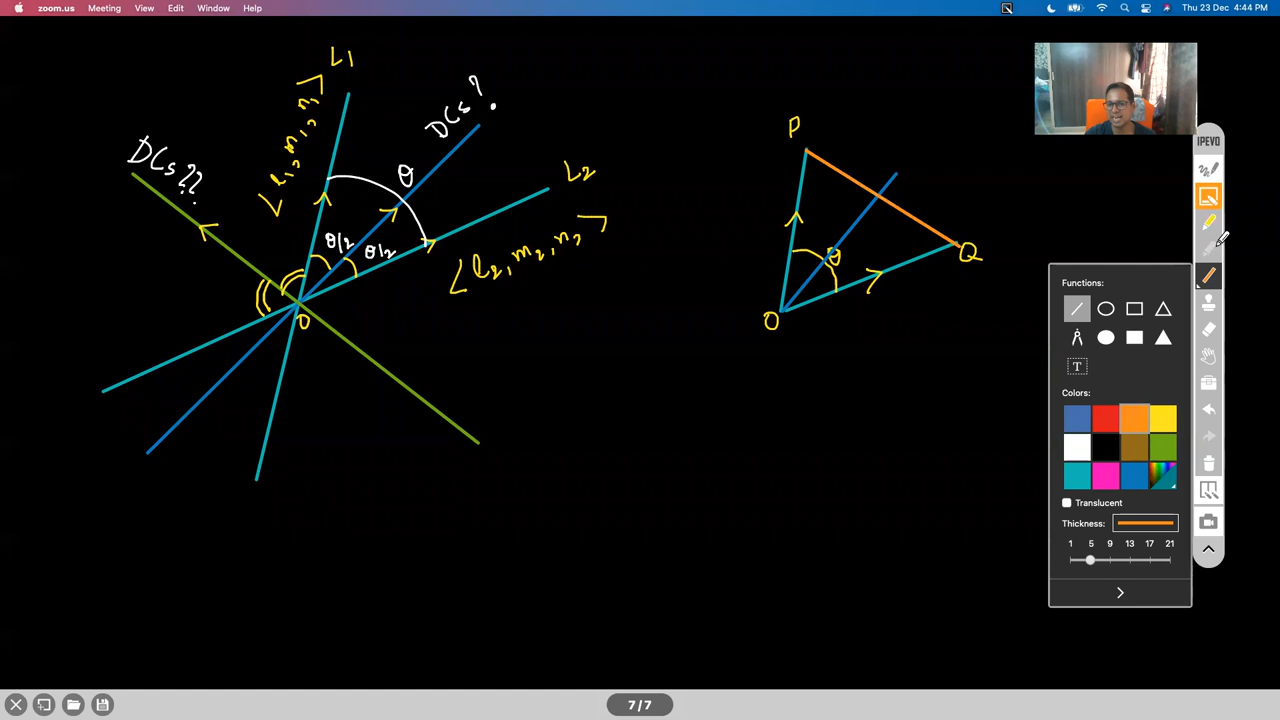 zoom.us Meeting View Edit Window Help
Thu 23 Dec 4:44 PM
L1
DCs?
DCs??
<l1, m1, n1>
θ
L2
θ/2
θ/2
<l2, m2, n2>
O
P
θ
Q
O
IPEVO
Functions:
T
Colors:
Translucent
Thickness:
1 5 9 13 17 21
7/7